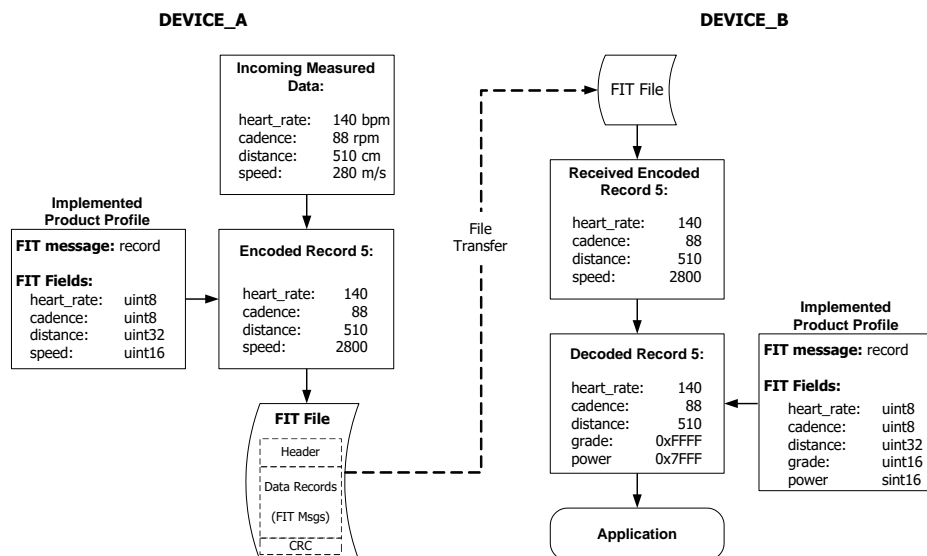 DEVICE_A
Incoming Measured
Data:
heart_rate: 140 bpm
cadence: 88 rpm
distance: 510 cm
speed: 280 m/s
Implemented
Product Profile
FIT message: record
FIT Fields:
heart_rate: uint8
cadence: uint8
distance: uint32
speed: uint16
Encoded Record 5:
heart_rate: 140
cadence: 88
distance: 510
speed: 2800
FIT File
Header
Data Records
(FIT Msgs)
CRC
File
Transfer
DEVICE_B
FIT File
Received Encoded
Record 5:
heart_rate: 140
cadence: 88
distance: 510
speed: 2800
Implemented
Product Profile
FIT message: record
FIT Fields:
heart_rate: uint8
cadence: uint8
distance: uint32
grade: uint16
power sint16
Decoded Record 5:
heart_rate: 140
cadence: 88
distance: 510
grade: 0xFFFF
power 0x7FFF
Application